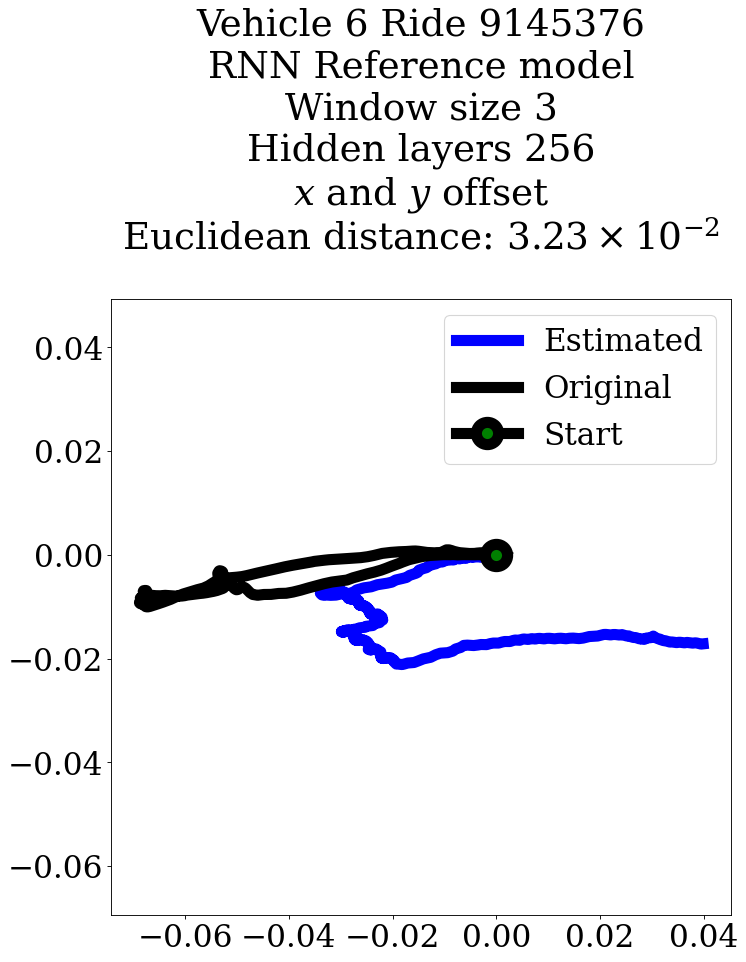 Vehicle 6 Ride 9145376
RNN Reference model
Window size 3
Hidden layers 256
x and y offset
Euclidean distance: 3.23 × 10⁻²
Estimated
Original
Start
0.04
0.02
0.00
−0.02
−0.04
−0.06
−0.06 −0.04 −0.02 0.00 0.02 0.04